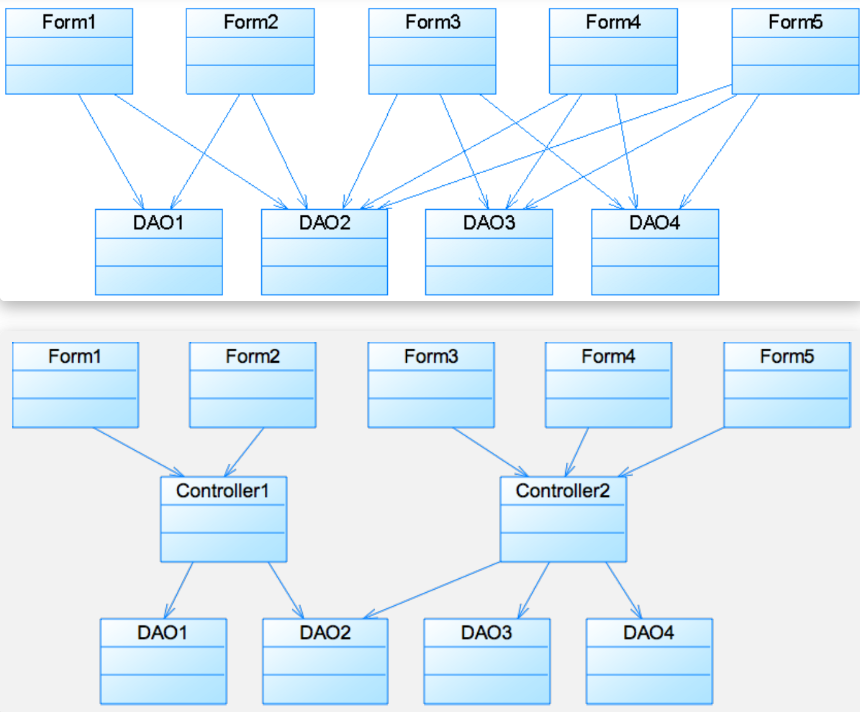 Form1 Form2 Form3 Form4 Form5
DAO1 DAO2 DAO3 DAO4
Form1 Form2 Form3 Form4 Form5
Controller1 Controller2
DAO1 DAO2 DAO3 DAO4